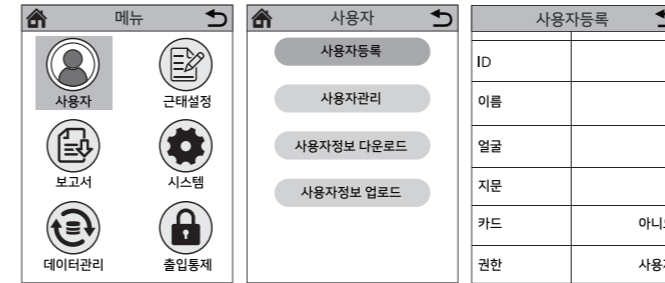 메뉴
사용자
근태설정
보고서
시스템
데이터관리
출입통제
사용자
사용자등록
사용자관리
사용자정보 다운로드
사용자정보 업로드
사용자등록
ID
이름
얼굴
지문
카드
권한